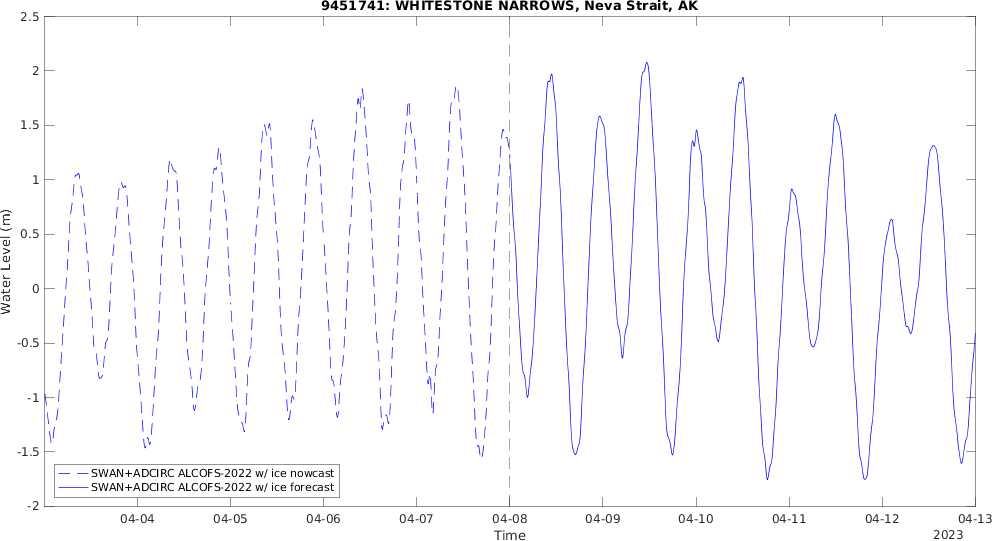 9451741: WHITESTONE NARROWS, Neva Strait, AK
2.5
2
1.5
1
0.5
0
-0.5
-1
-1.5
-2
Water Level (m)
SWAN+ADCIRC ALCOFS-2022 w/ ice nowcast
SWAN+ADCIRC ALCOFS-2022 w/ ice forecast
04-04 04-05 04-06 04-07 04-08 04-09 04-10 04-11 04-12 04-13
Time
2023